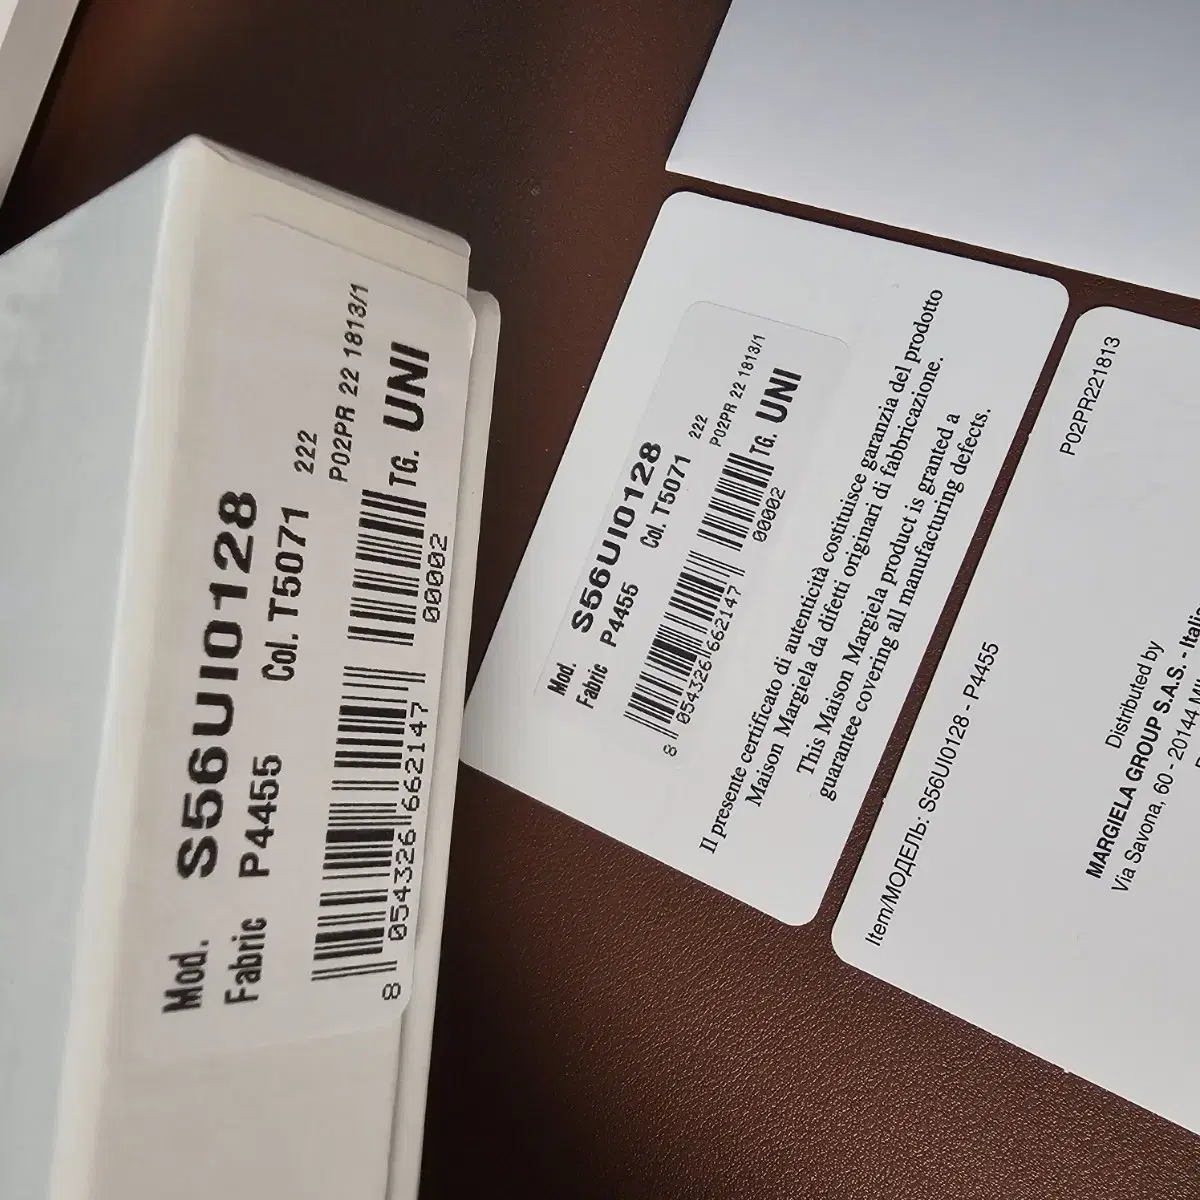 Mod. S56UI0128
Fabric P4455 Col. T5071 222
P02PR 22 1813/1
TG. UNI
8 054326 662147 00002
Mod. S56UI0128
Fabric P4455 Col. T5071 222
P02PR 22 1813/1
TG. UNI
8 054326 662147 00002
Il presente certificato di autenticità costituisce garanzia del prodotto
Maison Margiela da difetti originari di fabbricazione.
This Maison Margiela product is granted a
guarantee covering all manufacturing defects.
Item/МОДЕЛЬ: S56UI0128 - P4455 P02PR221813
Distributed by
MARGIELA GROUP S.A.S. - Itali
Via Savona, 60 - 20144